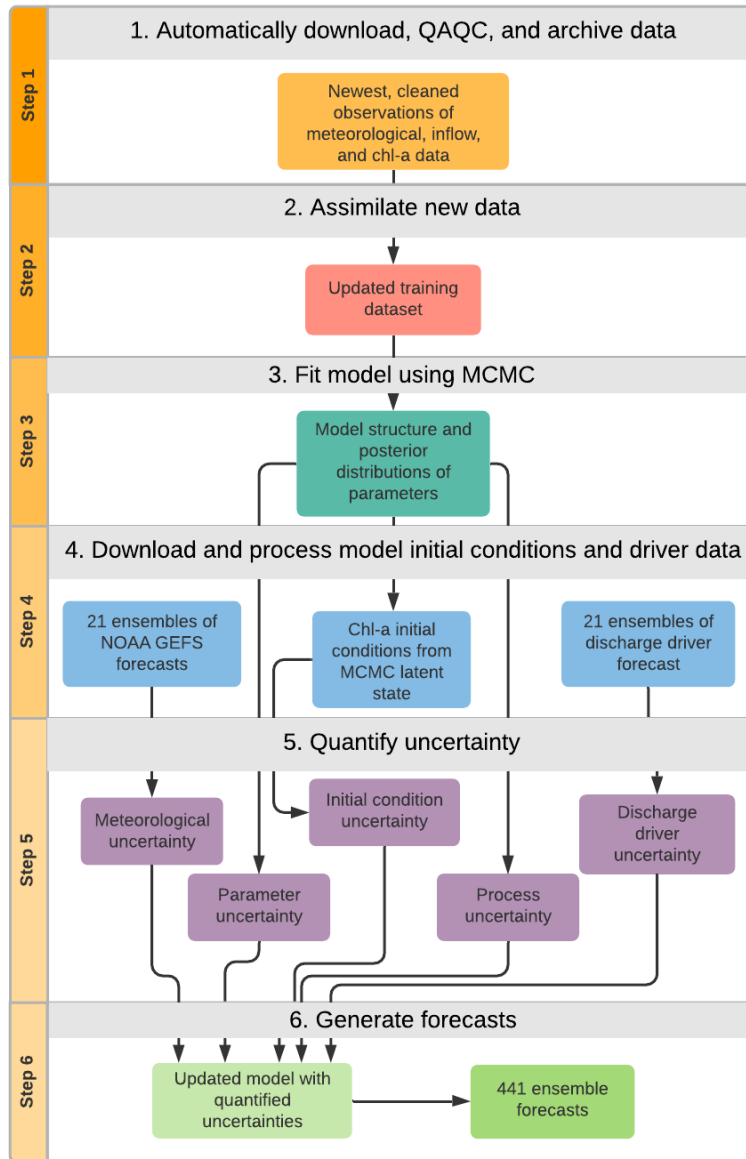 1. Automatically download, QAQC, and archive data
Step 1
Newest, cleaned
observations of
meteorological, inflow,
and chl-a data
2. Assimilate new data
Step 2
Updated training
dataset
3. Fit model using MCMC
Step 3
Model structure and
posterior
distributions of
parameters
4. Download and process model initial conditions and driver data
Step 4
21 ensembles of
NOAA GEFS
forecasts
Chl-a initial
conditions from
MCMC latent
state
21 ensembles of
discharge driver
forecast
5. Quantify uncertainty
Step 5
Meteorological
uncertainty
Initial condition
uncertainty
Discharge
driver
uncertainty
Parameter
uncertainty
Process
uncertainty
6. Generate forecasts
Step 6
Updated model with
quantified
uncertainties
441 ensemble
forecasts